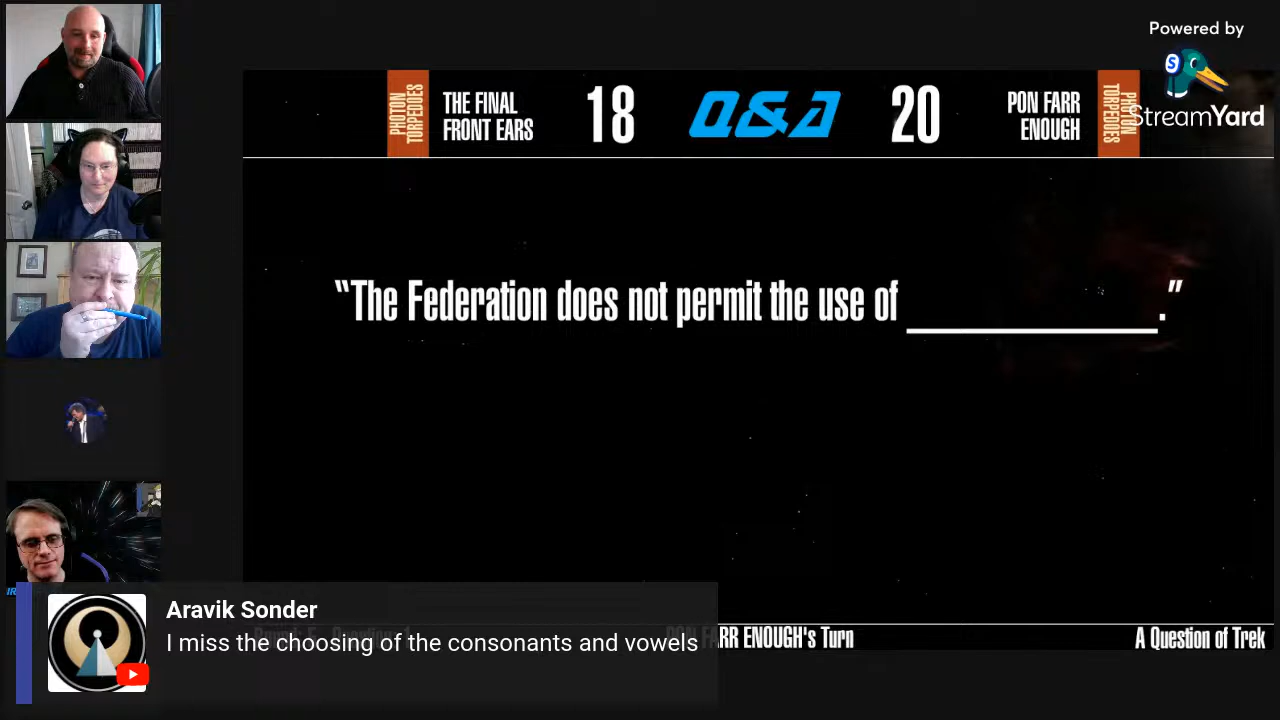 Powered by
StreamYard
PHOTON
TORPEDOES
THE FINAL
FRONT EARS
18
Q&A
20
PON FARR
ENOUGH
PHOTON
TORPEDOES
“The Federation does not permit the use of ____________.”
Aravik Sonder
I miss the choosing of the consonants and vowels
FARR ENOUGH's Turn
A Question of Trek